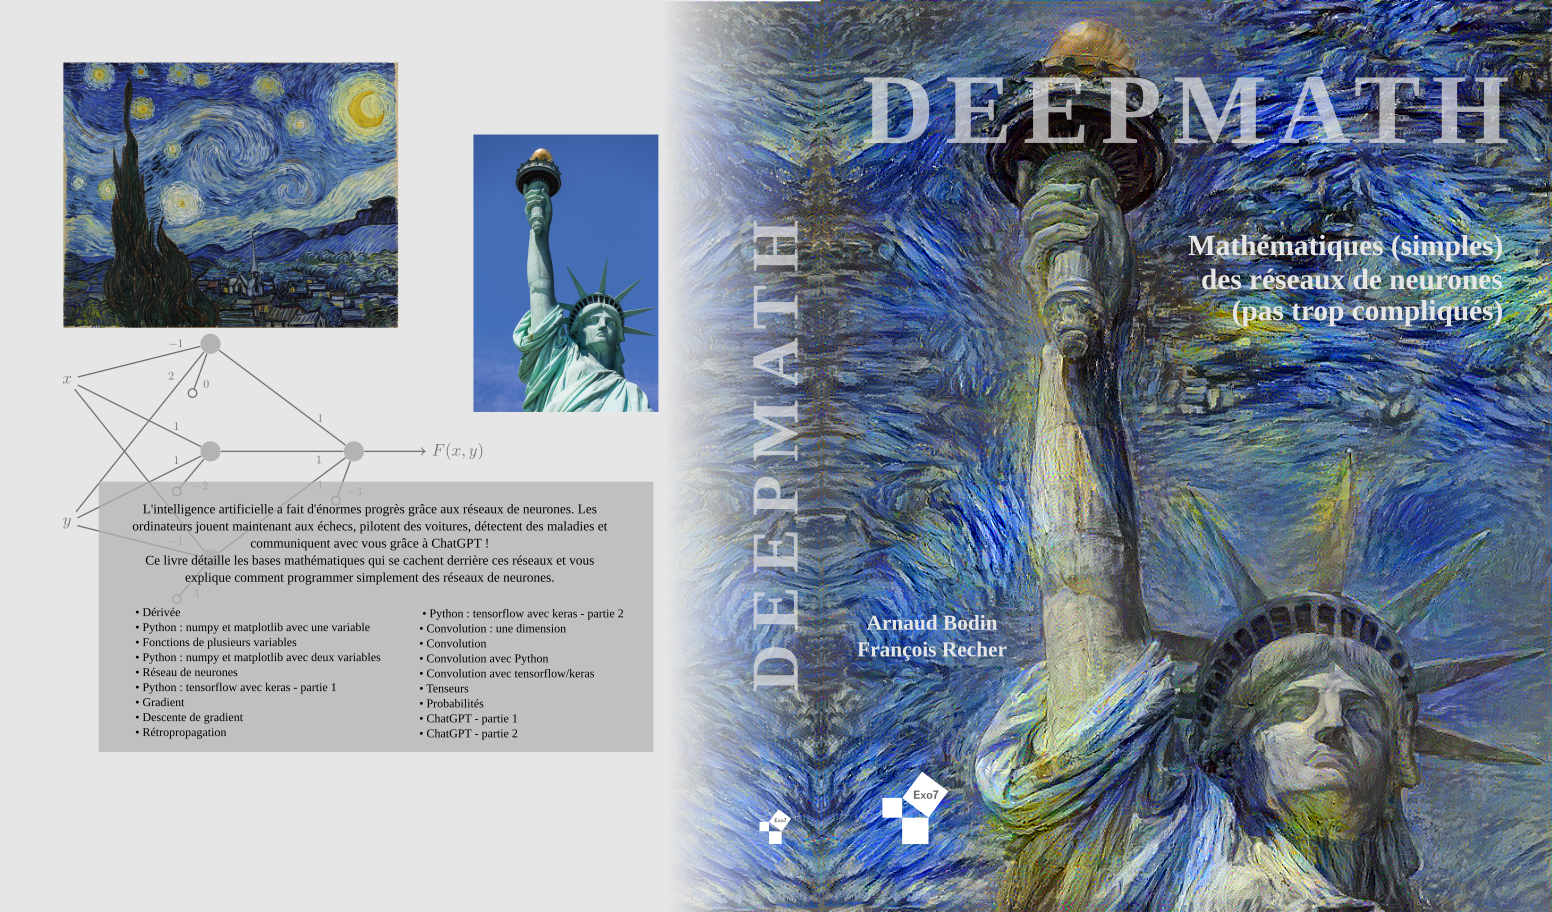 −1
x
2
0
1
1
1
F(x, y)
1
1
−2
−3
y
−1
3
L'intelligence artificielle a fait d'énormes progrès grâce aux réseaux de neurones. Les
ordinateurs jouent maintenant aux échecs, pilotent des voitures, détectent des maladies et
communiquent avec vous grâce à ChatGPT !
Ce livre détaille les bases mathématiques qui se cachent derrière ces réseaux et vous
explique comment programmer simplement des réseaux de neurones.
• Dérivée
• Python : numpy et matplotlib avec une variable
• Fonctions de plusieurs variables
• Python : numpy et matplotlib avec deux variables
• Réseau de neurones
• Python : tensorflow avec keras - partie 1
• Gradient
• Descente de gradient
• Rétropropagation
• Python : tensorflow avec keras - partie 2
• Convolution : une dimension
• Convolution
• Convolution avec Python
• Convolution avec tensorflow/keras
• Tenseurs
• Probabilités
• ChatGPT - partie 1
• ChatGPT - partie 2
DEEPMATH
Exo7
DEEPMATH
Mathématiques (simples)
des réseaux de neurones
(pas trop compliqués)
Arnaud Bodin
François Recher
Exo7